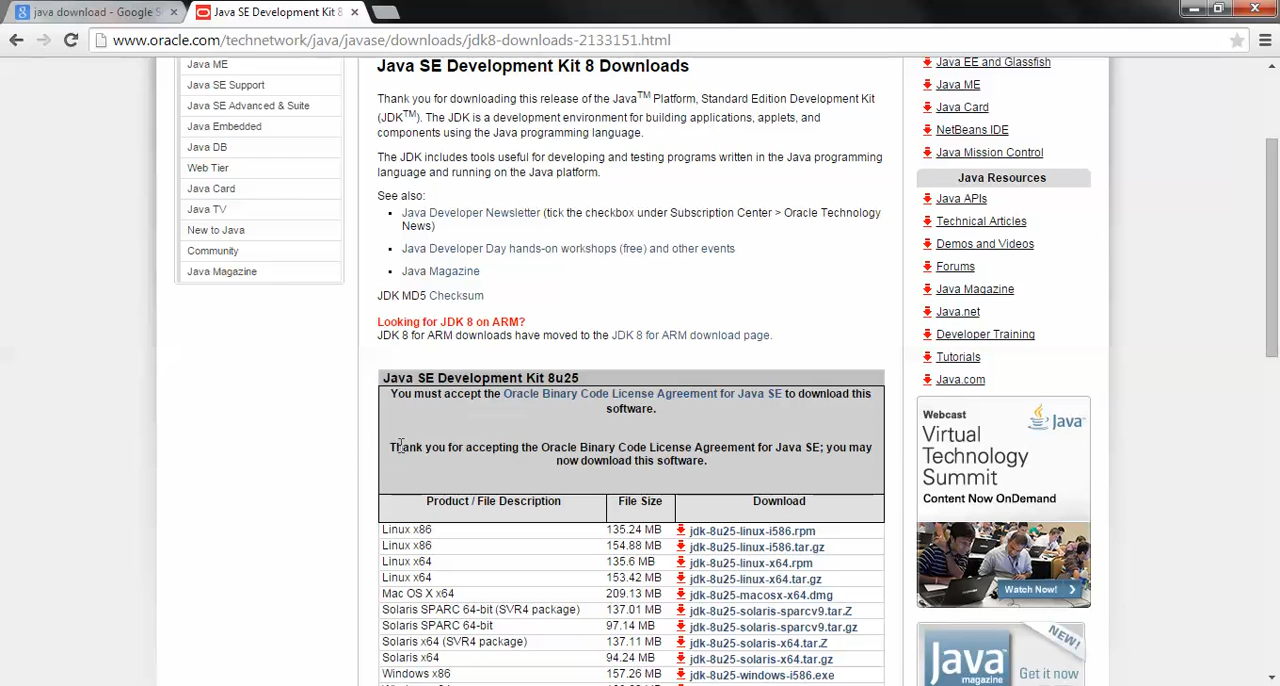 java download - Google S
Java SE Development Kit 8
www.oracle.com/technetwork/java/javase/downloads/jdk8-downloads-2133151.html
Java ME
Java SE Support
Java SE Advanced & Suite
Java Embedded
Java DB
Web Tier
Java Card
Java TV
New to Java
Community
Java Magazine
Java SE Development Kit 8 Downloads
Thank you for downloading this release of the Java™ Platform, Standard Edition Development Kit
(JDK™). The JDK is a development environment for building applications, applets, and
components using the Java programming language.
The JDK includes tools useful for developing and testing programs written in the Java programming
language and running on the Java platform.
See also:
Java Developer Newsletter (tick the checkbox under Subscription Center > Oracle Technology
News)
Java Developer Day hands-on workshops (free) and other events
Java Magazine
JDK MD5 Checksum
Looking for JDK 8 on ARM?
JDK 8 for ARM downloads have moved to the JDK 8 for ARM download page.
Java SE Development Kit 8u25
You must accept the Oracle Binary Code License Agreement for Java SE to download this
software.
Thank you for accepting the Oracle Binary Code License Agreement for Java SE; you may
now download this software.
Product / File Description File Size Download
Linux x86 135.24 MB jdk-8u25-linux-i586.rpm
Linux x86 154.88 MB jdk-8u25-linux-i586.tar.gz
Linux x64 135.6 MB jdk-8u25-linux-x64.rpm
Linux x64 153.42 MB jdk-8u25-linux-x64.tar.gz
Mac OS X x64 209.13 MB jdk-8u25-macosx-x64.dmg
Solaris SPARC 64-bit (SVR4 package) 137.01 MB jdk-8u25-solaris-sparcv9.tar.Z
Solaris SPARC 64-bit 97.14 MB jdk-8u25-solaris-sparcv9.tar.gz
Solaris x64 (SVR4 package) 137.11 MB jdk-8u25-solaris-x64.tar.Z
Solaris x64 94.24 MB jdk-8u25-solaris-x64.tar.gz
Windows x86 157.26 MB jdk-8u25-windows-i586.exe
Java EE and Glassfish
Java ME
Java Card
NetBeans IDE
Java Mission Control
Java Resources
Java APIs
Technical Articles
Demos and Videos
Forums
Java Magazine
Java.net
Developer Training
Tutorials
Java.com
Webcast
Java
Virtual
Technology
Summit
Content Now OnDemand
Watch Now!
NEW!
Java
magazine
Get it now